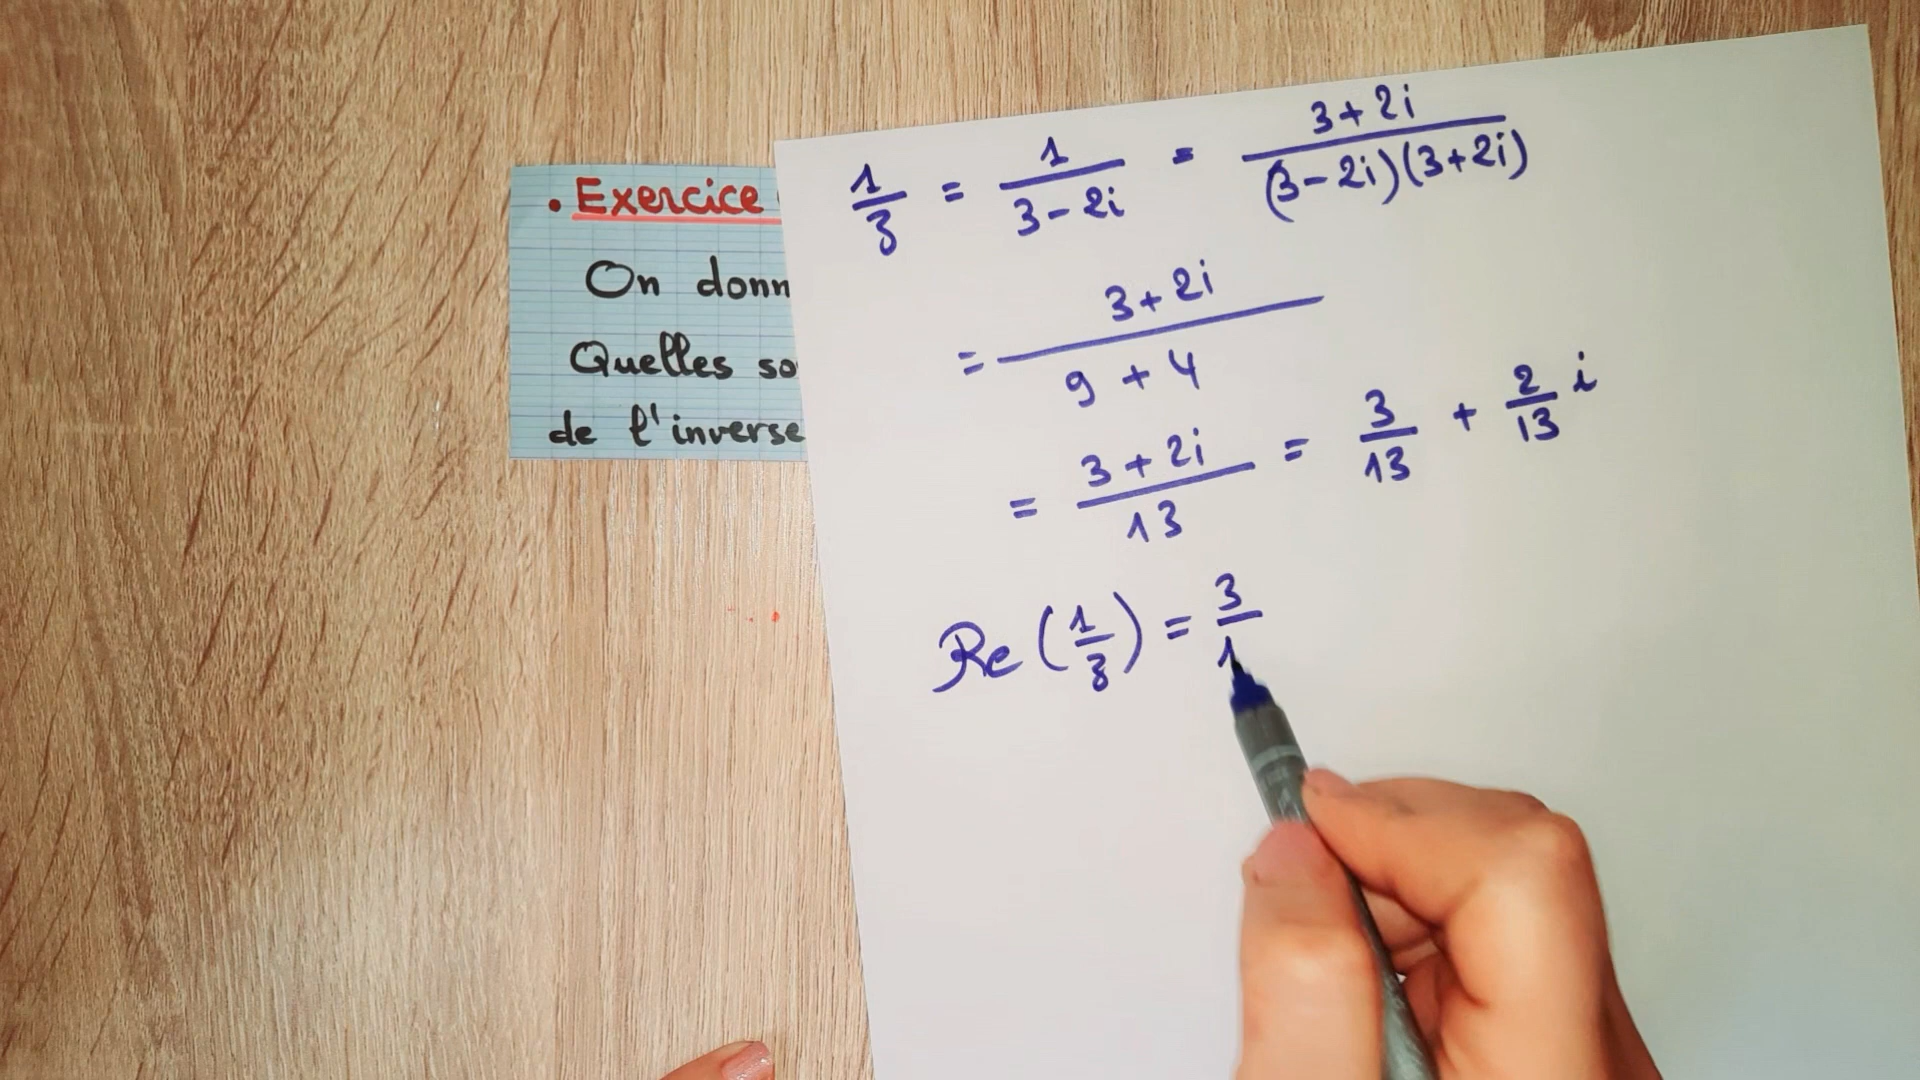 . Exercice
On donn
Quelles so
de l'inverse
1/z = 1/(3-2i) = (3+2i)/((3-2i)(3+2i))
= (3+2i)/(9+4)
= (3+2i)/13 = 3/13 + 2/13 i
Re(1/z) = 3/1